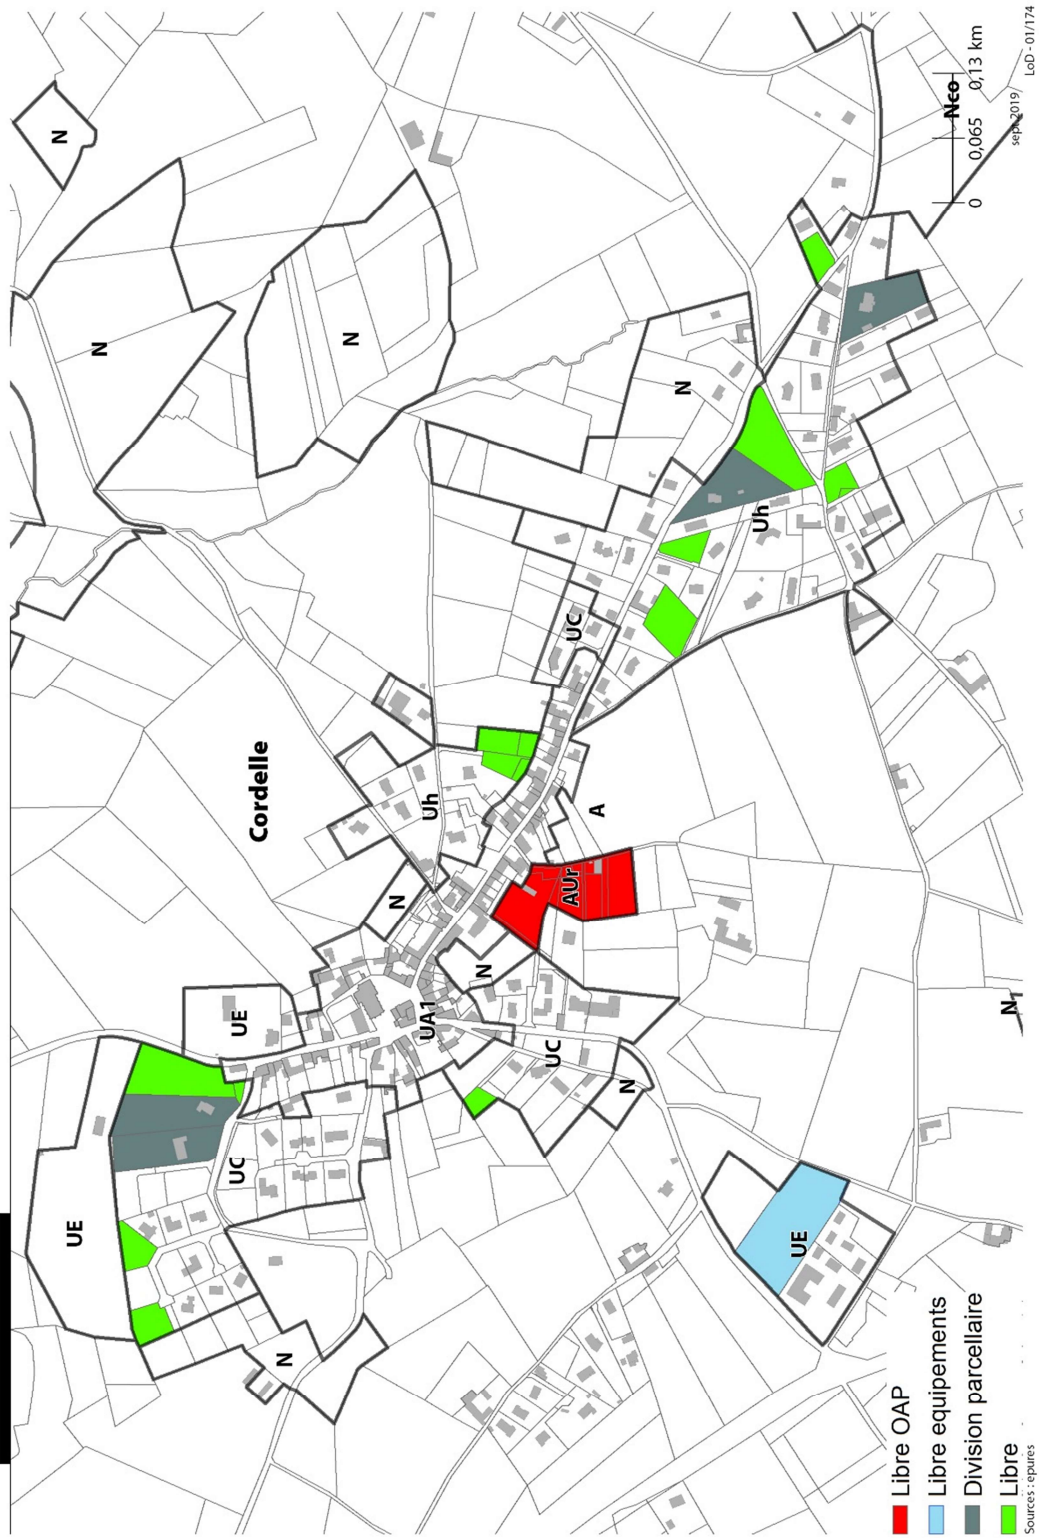 N
N
N
Cordelle
N
UE
UE
UC
N
Uh
N
N
UA1
UC
N
UC
AUr
A
Uh
N
UE
N
Nco
0 0,065 0,13 km
Libre OAP
Libre equipements
Division parcellaire
Libre
Sources : epures
sept.2019
LoD - 01/174